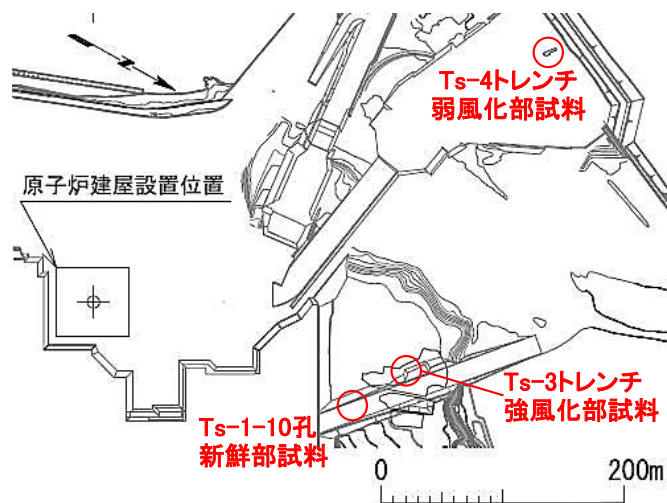 Ts-4トレンチ
弱風化部試料
原子炉建屋設置位置
Ts-3トレンチ
強風化部試料
Ts-1-10孔
新鮮部試料
0 200m